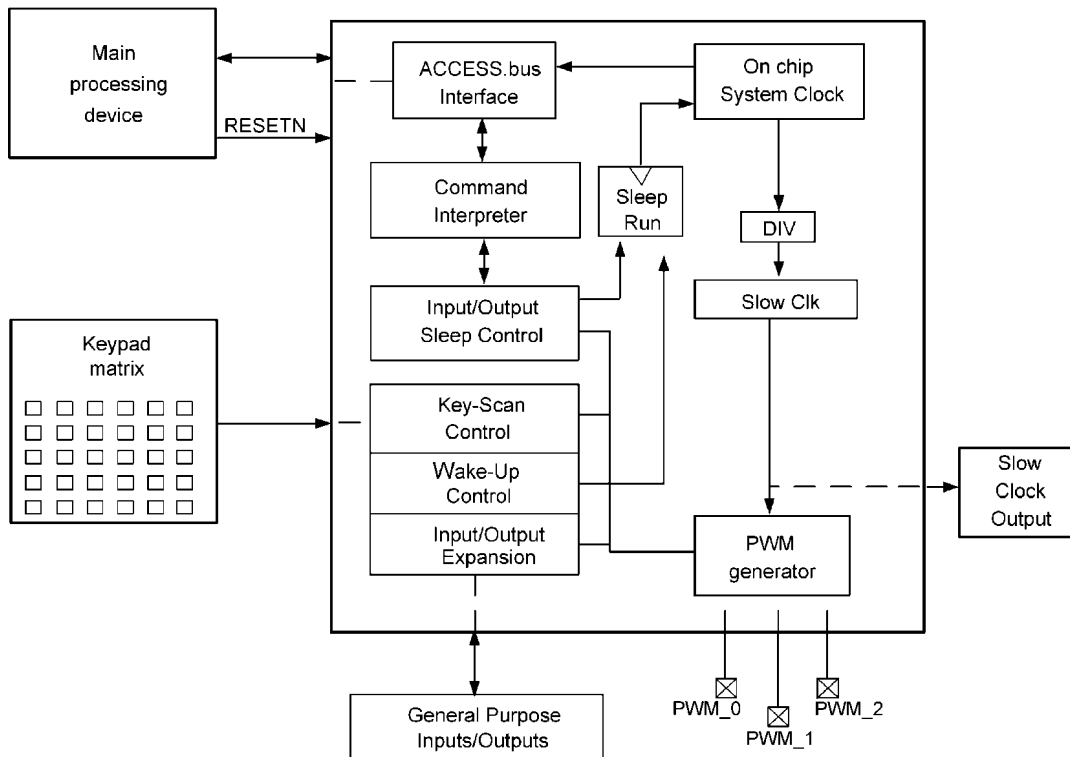 Main
processing
device
RESETN
ACCESS.bus
Interface
On chip
System Clock
Command
Interpreter
Sleep
Run
DIV
Input/Output
Sleep Control
Slow Clk
Keypad
matrix
Key-Scan
Control
Wake-Up
Control
Input/Output
Expansion
PWM
generator
Slow
Clock
Output
PWM_0
PWM_1
PWM_2
General Purpose
Inputs/Outputs